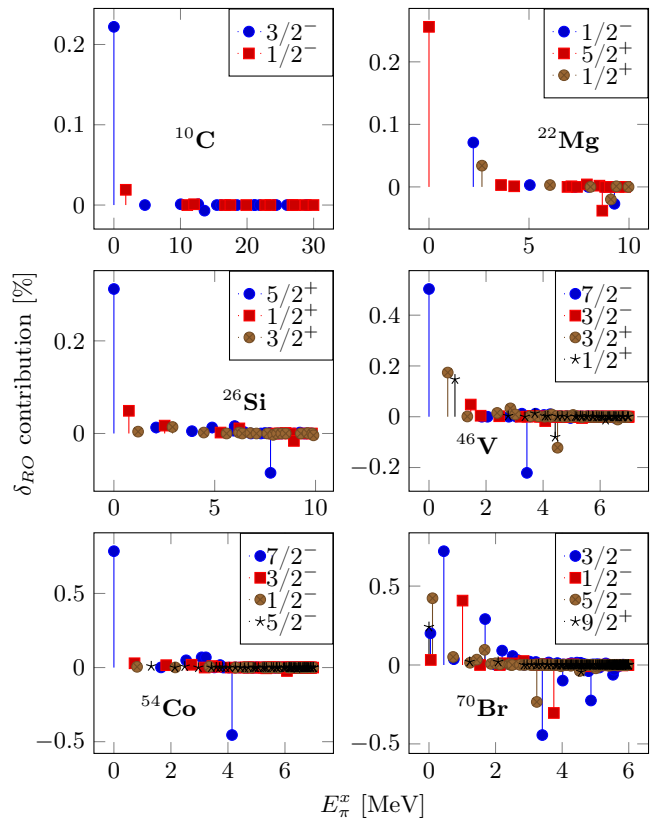 δ_RO contribution [%]
0.2
0.1
0
0 10 20 30
3/2⁻
1/2⁻
¹⁰C
0.2
0.1
0
0 5 10
1/2⁻
5/2⁺
1/2⁺
²²Mg
0.2
0
0 5 10
5/2⁺
1/2⁺
3/2⁺
²⁶Si
0.4
0.2
0
−0.2
0 2 4 6
7/2⁻
3/2⁻
3/2⁺
1/2⁺
⁴⁶V
0.5
0
−0.5
0 2 4 6
7/2⁻
3/2⁻
1/2⁻
5/2⁻
⁵⁴Co
0.5
0
−0.5
0 2 4 6
3/2⁻
1/2⁻
5/2⁻
9/2⁺
⁷⁰Br
E_π^x [MeV]